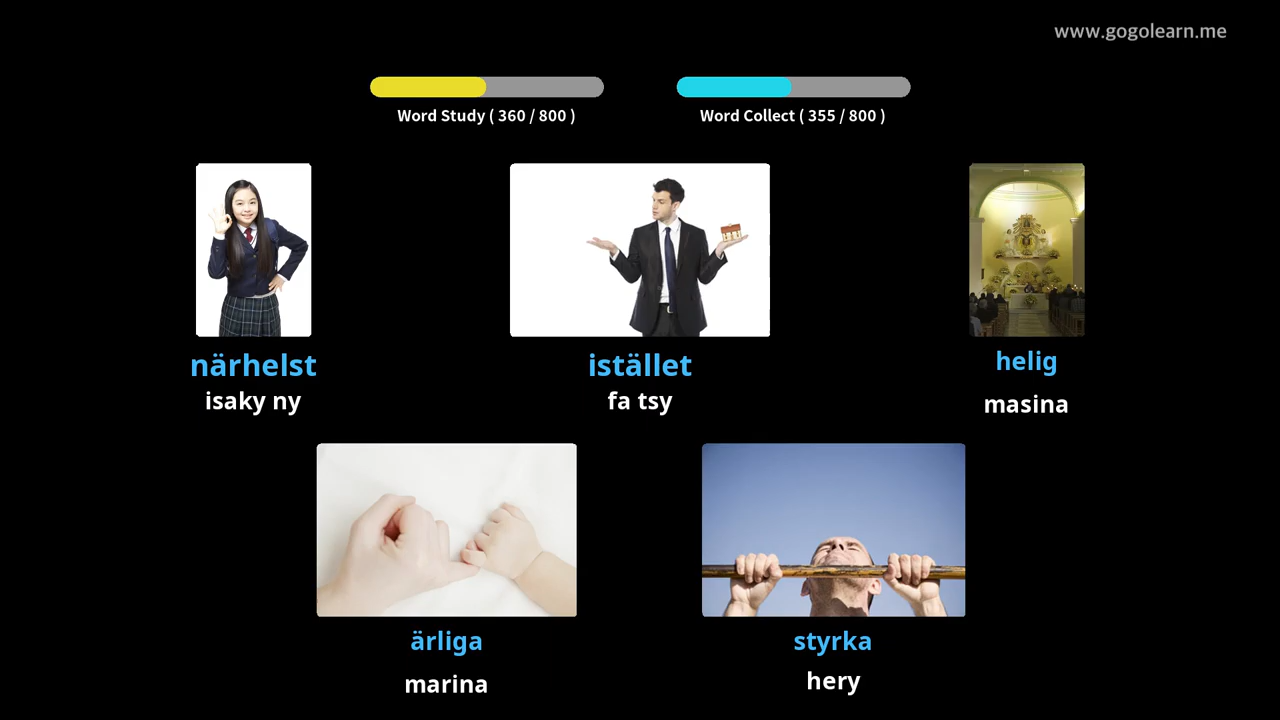 www.gogolearn.me
Word Study ( 360 / 800 )
Word Collect ( 355 / 800 )
närhelst
isaky ny
istället
fa tsy
helig
masina
ärliga
marina
styrka
hery